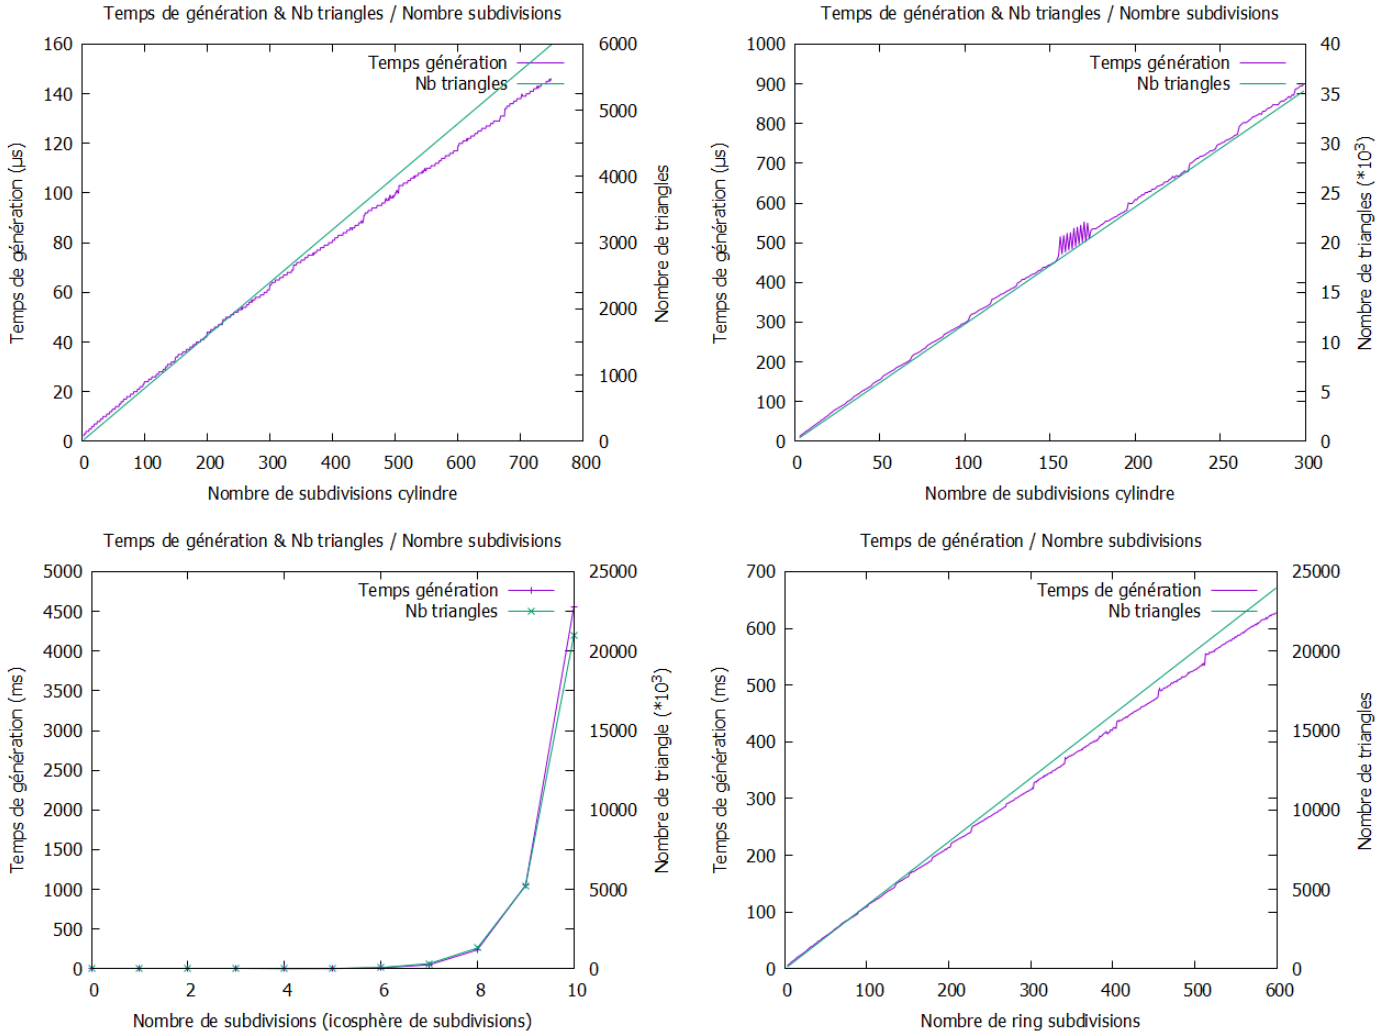 Temps de génération & Nb triangles / Nombre subdivisions
160
140
120
100
80
60
40
20
0
6000
5000
4000
3000
2000
1000
0
Temps génération
Nb triangles
Temps de génération (µs)
Nombre de triangles
0 100 200 300 400 500 600 700 800
Nombre de subdivisions cylindre
Temps de génération & Nb triangles / Nombre subdivisions
1000
900
800
700
600
500
400
300
200
100
0
40
35
30
25
20
15
10
5
0
Temps génération
Nb triangles
Temps de génération (µs)
Nombre de triangles (*10³)
0 50 100 150 200 250 300
Nombre de subdivisions cylindre
Temps de génération & Nb triangles / Nombre subdivisions
5000
4500
4000
3500
3000
2500
2000
1500
1000
500
0
25000
20000
15000
10000
5000
0
Temps génération
Nb triangles
Temps de génération (ms)
Nombre de triangle (*10³)
0 2 4 6 8 10
Nombre de subdivisions (icosphère de subdivisions)
Temps de génération / Nombre subdivisions
700
600
500
400
300
200
100
0
25000
20000
15000
10000
5000
0
Temps de génération
Nb triangles
Temps de génération (ms)
Nombre de triangles
0 100 200 300 400 500 600
Nombre de ring subdivisions